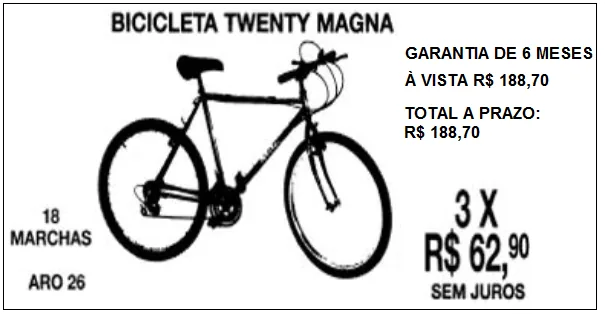 BICICLETA TWENTY MAGNA
GARANTIA DE 6 MESES
À VISTA R$ 188,70
TOTAL A PRAZO:
R$ 188,70
18
MARCHAS
ARO 26
3 X
R$ 62,90
SEM JUROS